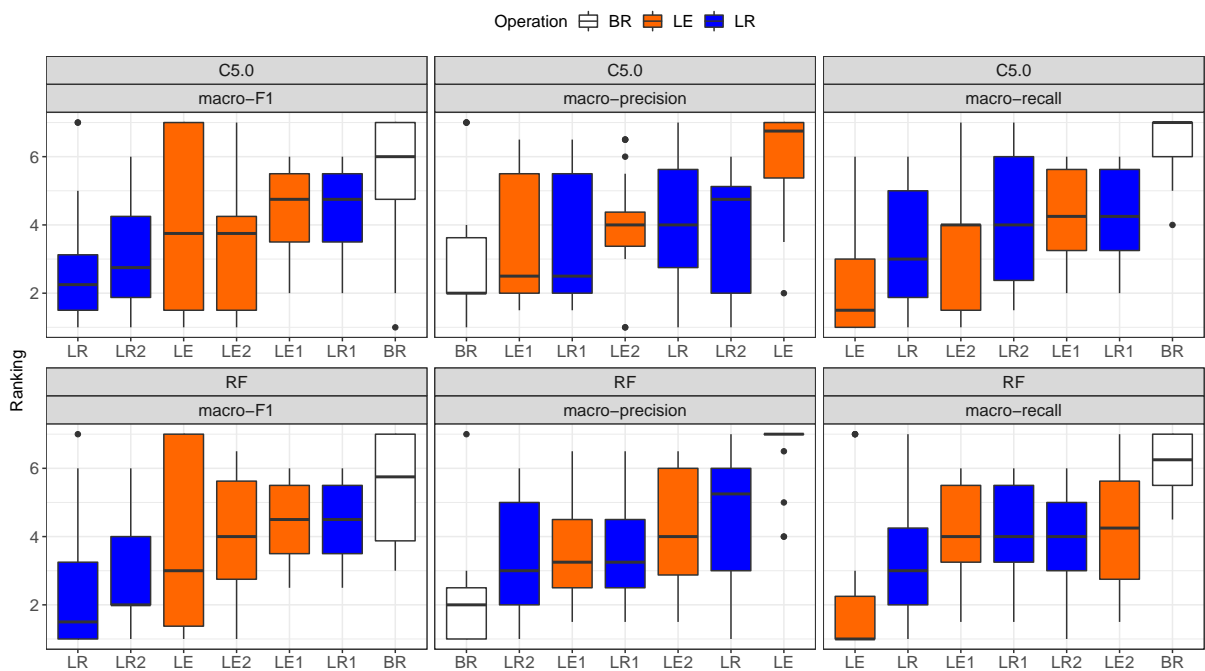 Operation BR LE LR
C5.0 C5.0 C5.0
macro−F1 macro−precision macro−recall
6
4
2
LR LR2 LE LE2 LE1 LR1 BR BR LE1 LR1 LE2 LR LR2 LE LE LR LE2 LR2 LE1 LR1 BR
Ranking
RF RF RF
macro−F1 macro−precision macro−recall
6
4
2
LR LR2 LE LE2 LE1 LR1 BR BR LR2 LE1 LR1 LE2 LR LE LE LR LE1 LR1 LR2 LE2 BR